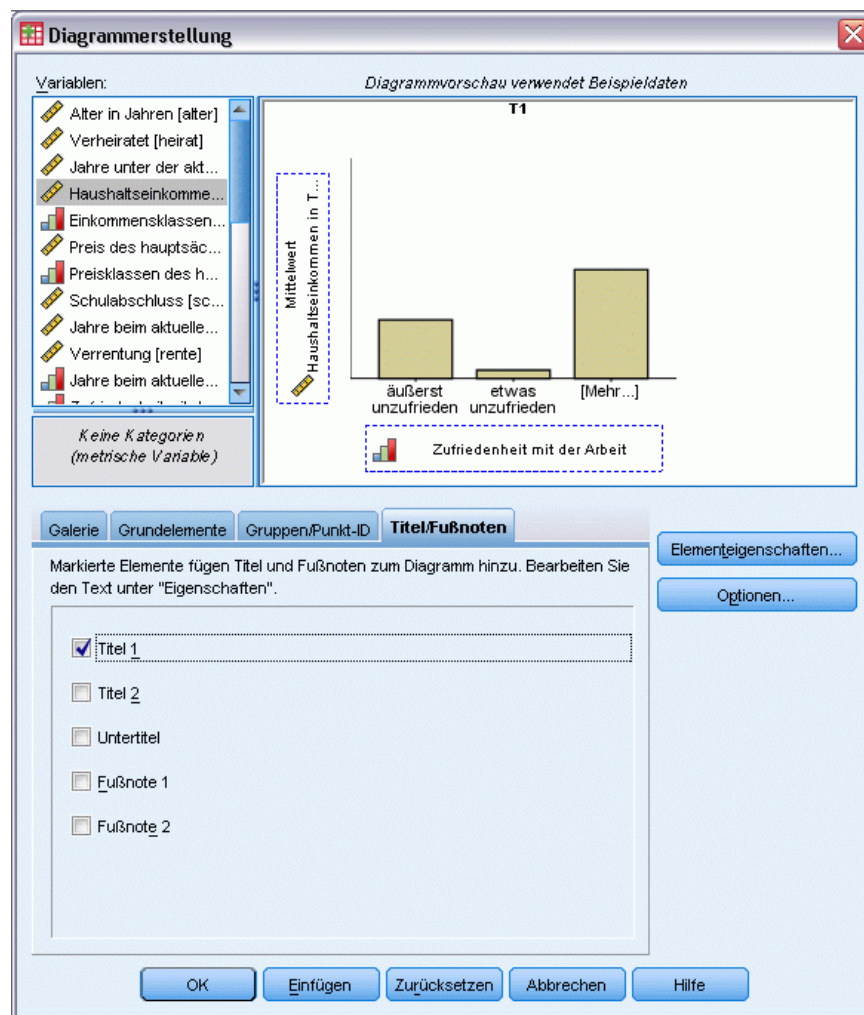 Diagrammerstellung
Variablen:
Diagrammvorschau verwendet Beispieldaten
Alter in Jahren [alter]
Verheiratet [heirat]
Jahre unter der akt...
Haushaltseinkomme...
Einkommensklassen...
Preis des hauptsäc...
Preisklassen des h...
Schulabschluss [sc...
Jahre beim aktuelle...
Verrentung [rente]
Jahre beim aktuelle...
Keine Kategorien
(metrische Variable)
T1
Mittelwert
Haushaltseinkommen in T...
äußerst
unzufrieden
etwas
unzufrieden
[Mehr...]
Zufriedenheit mit der Arbeit
Galerie
Grundelemente
Gruppen/Punkt-ID
Titel/Fußnoten
Markierte Elemente fügen Titel und Fußnoten zum Diagramm hinzu. Bearbeiten Sie
den Text unter "Eigenschaften".
Titel 1
Titel 2
Untertitel
Fußnote 1
Fußnote 2
Elementeigenschaften...
Optionen...
OK
Einfügen
Zurücksetzen
Abbrechen
Hilfe